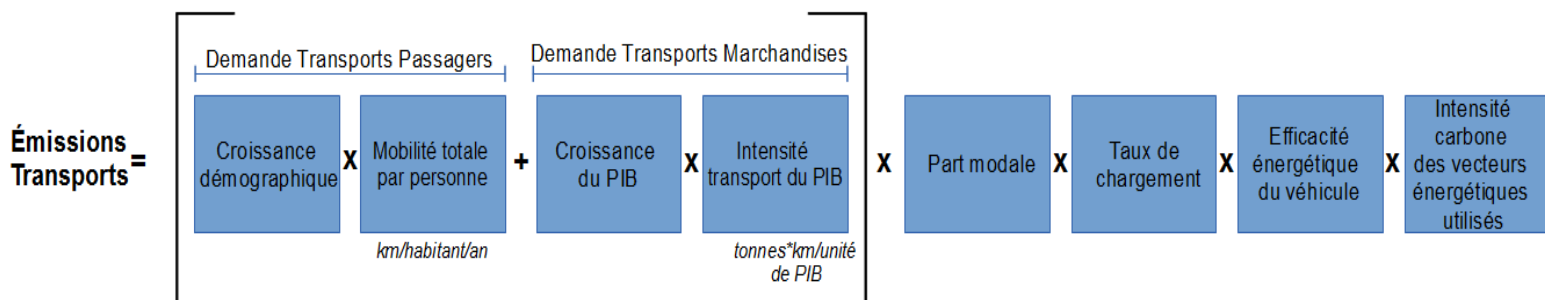 Demande Transports Passagers
Demande Transports Marchandises
Émissions
Transports
=
Croissance
démographique
X
Mobilité totale
par personne
+
Croissance
du PIB
X
Intensité
transport du PIB
X
Part modale
X
Taux de
chargement
X
Efficacité
énergétique
du véhicule
X
Intensité
carbone
des vecteurs
énergétiques
utilisés
km/habitant/an
tonnes*km/unité
de PIB